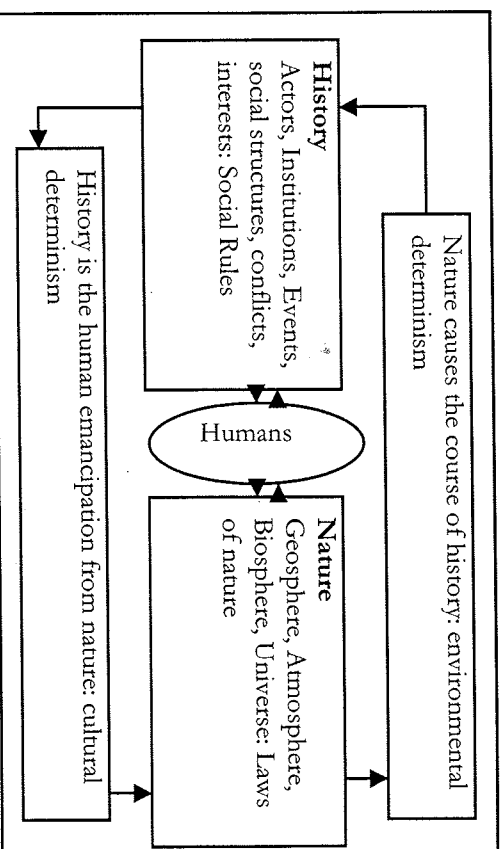 Nature causes the course of history: environmental
determinism
History
Actors, Institutions, Events,
social structures, conflicts,
interests: Social Rules
Humans
Nature
Geosphere, Atmosphere,
Biosphere, Universe: Laws
of nature
History is the human emancipation from nature: cultural
determinism